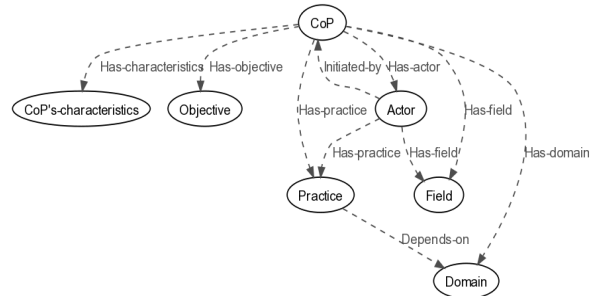 CoP
Has-characteristics
Has-objective
Initiated-by
Has-actor
CoP's-characteristics
Objective
Has-practice
Actor
Has-field
Has-practice
Has-field
Has-domain
Practice
Field
Depends-on
Domain